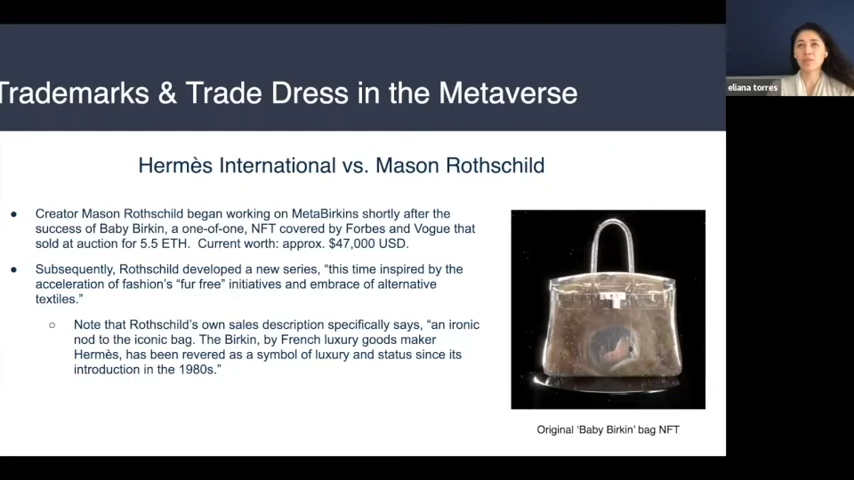 Trademarks & Trade Dress in the Metaverse
eliana torres
Hermès International vs. Mason Rothschild
● Creator Mason Rothschild began working on MetaBirkins shortly after the
success of Baby Birkin, a one-of-one, NFT covered by Forbes and Vogue that
sold at auction for 5.5 ETH. Current worth: approx. $47,000 USD.
● Subsequently, Rothschild developed a new series, “this time inspired by the
acceleration of fashion’s “fur free” initiatives and embrace of alternative
textiles.”
○ Note that Rothschild’s own sales description specifically says, “an ironic
nod to the iconic bag. The Birkin, by French luxury goods maker
Hermès, has been revered as a symbol of luxury and status since its
introduction in the 1980s.”
Original ‘Baby Birkin’ bag NFT